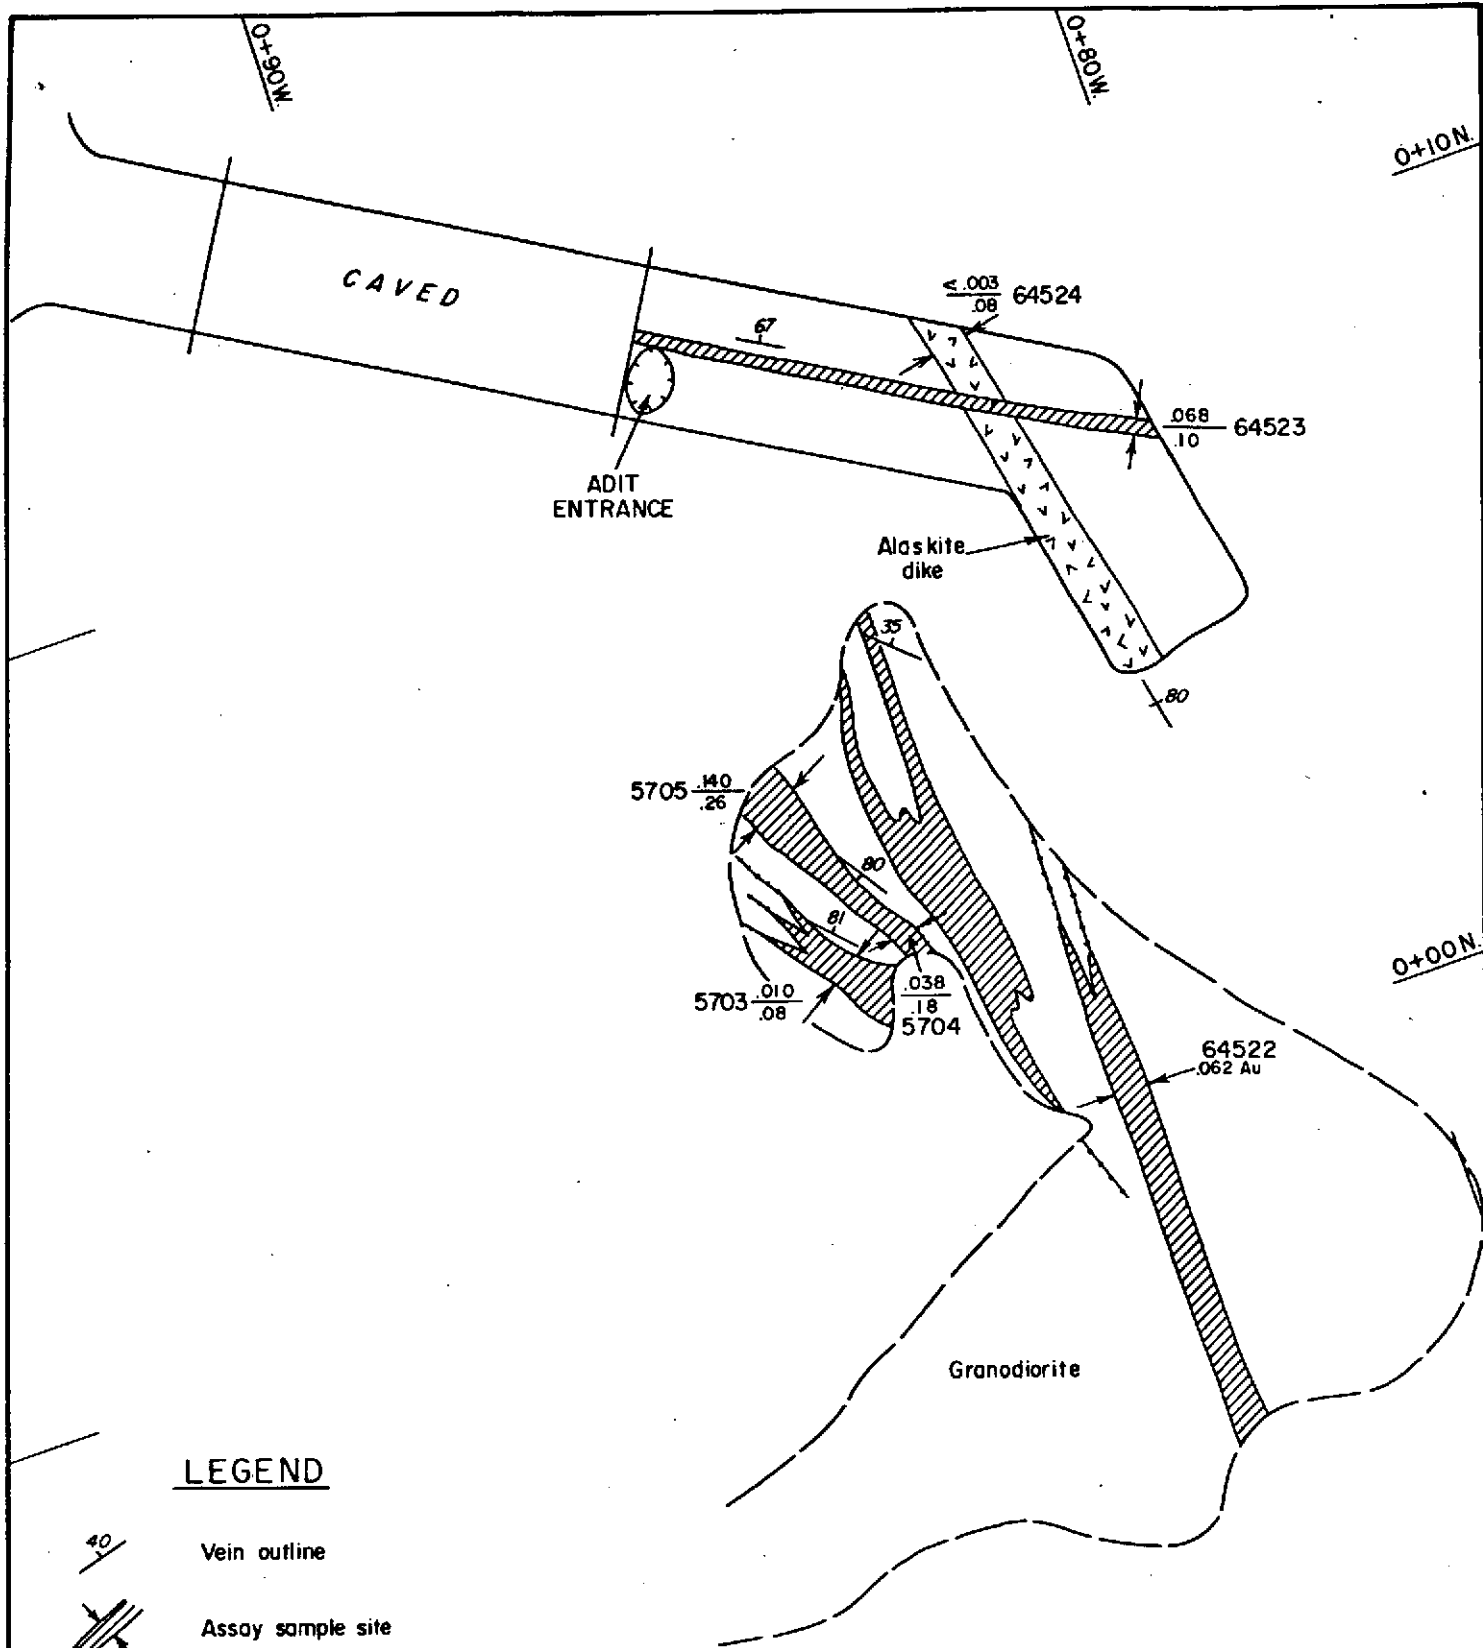 0+90W.
0+80W.
0+10N.
CAVED
67
< .003
.08
64524
.068
.10
64523
ADIT
ENTRANCE
Alaskite
dike
35
80
5705
.140
.26
80
81
0+00N.
5703
.010
.08
.038
.18
5704
64522
.062 Au
Granodiorite
LEGEND
40
Vein outline
Assay sample site